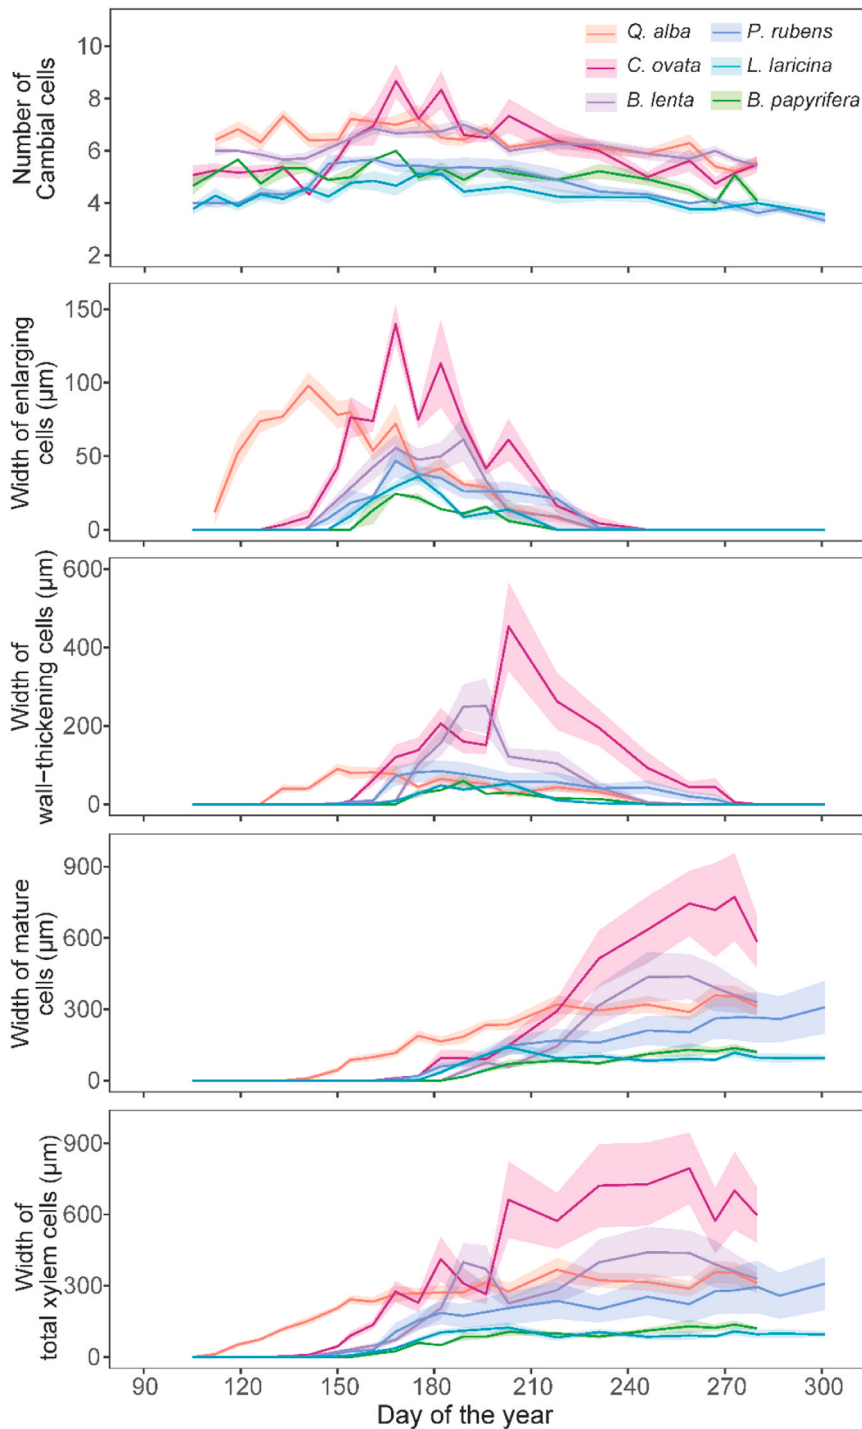 Number of
Cambial cells
10
8
6
4
2
Q. alba
P. rubens
C. ovata
L. laricina
B. lenta
B. papyrifera
Width of enlarging
cells (µm)
150
100
50
0
Width of
wall−thickening cells (µm)
600
400
200
0
Width of mature
cells (µm)
900
600
300
0
Width of
total xylem cells (µm)
900
600
300
0
90 120 150 180 210 240 270 300
Day of the year